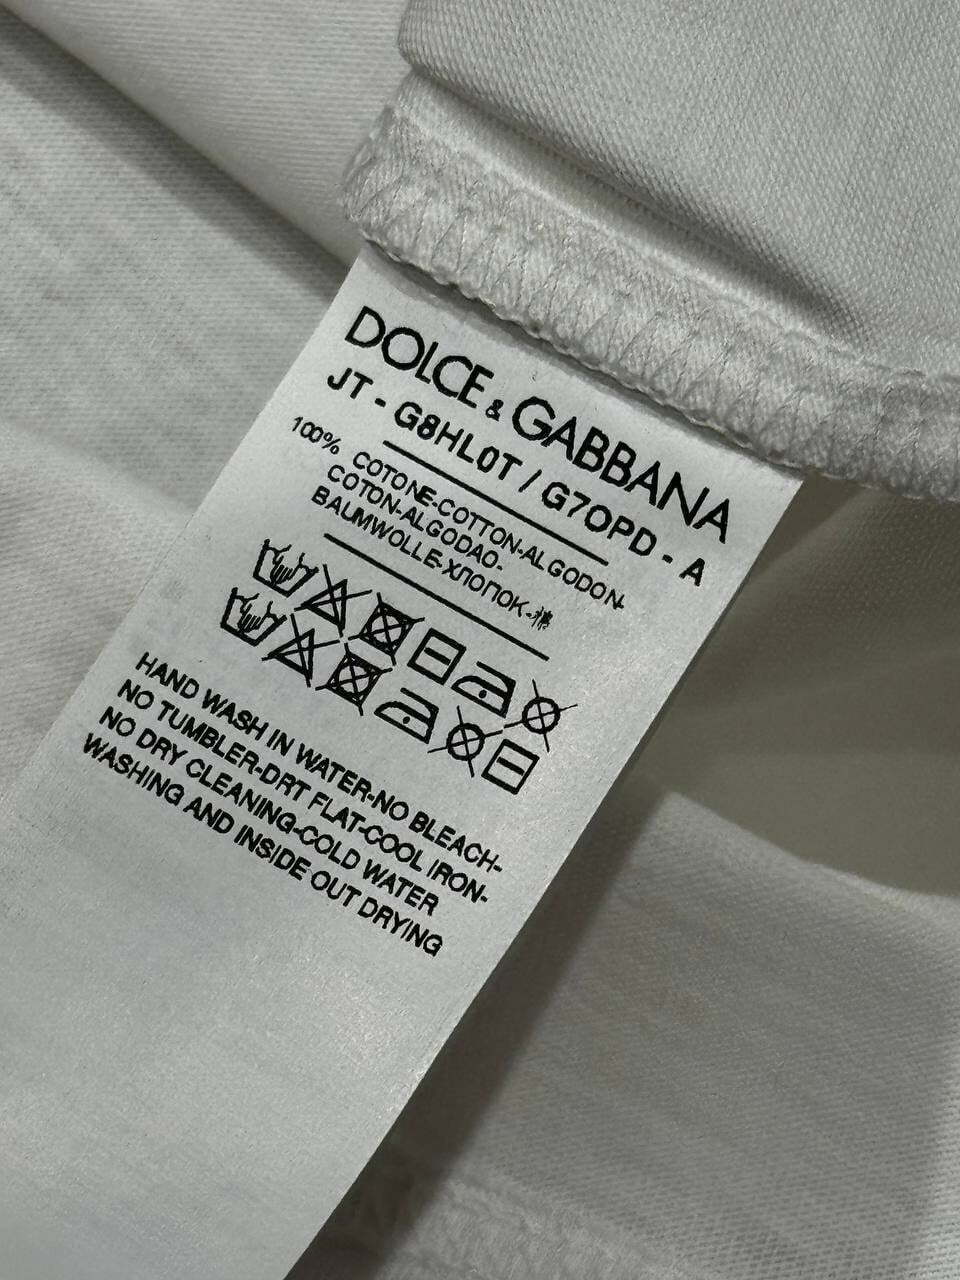 DOLCE & GABBANA
JT - G8HL0T / G7OPD - A
100% COTONE-COTTON-ALGODON-
COTON-ALGODAO-
BAUMWOLLE-ХЛОПОК-棉
HAND WASH IN WATER-NO BLEACH-
NO TUMBLER-DRT FLAT-COOL IRON-
NO DRY CLEANING-COLD WATER
WASHING AND INSIDE OUT DRYING